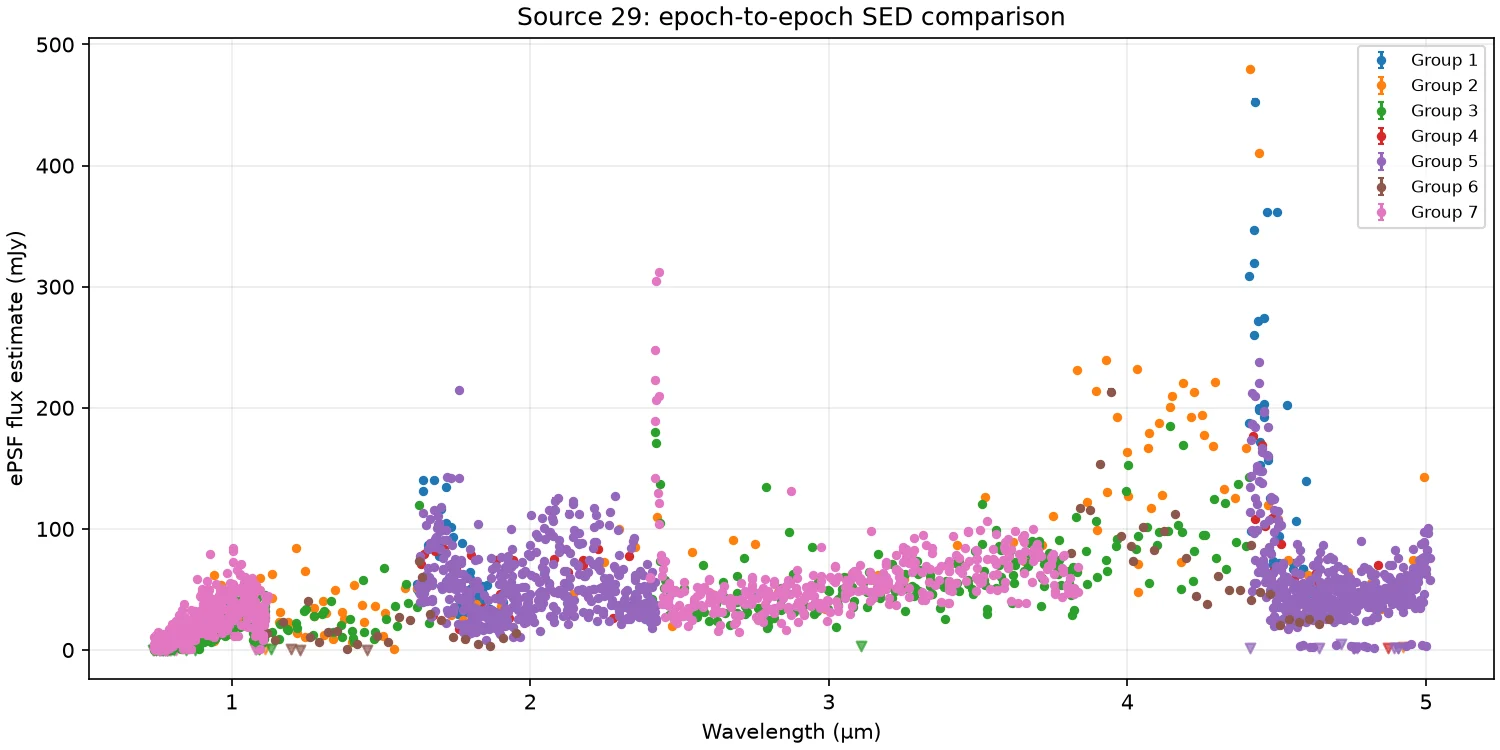 Source 29: epoch-to-epoch SED comparison
ePSF flux estimate (mJy)
500
400
300
200
100
0
1 2 3 4 5
Wavelength (μm)
Group 1
Group 2
Group 3
Group 4
Group 5
Group 6
Group 7